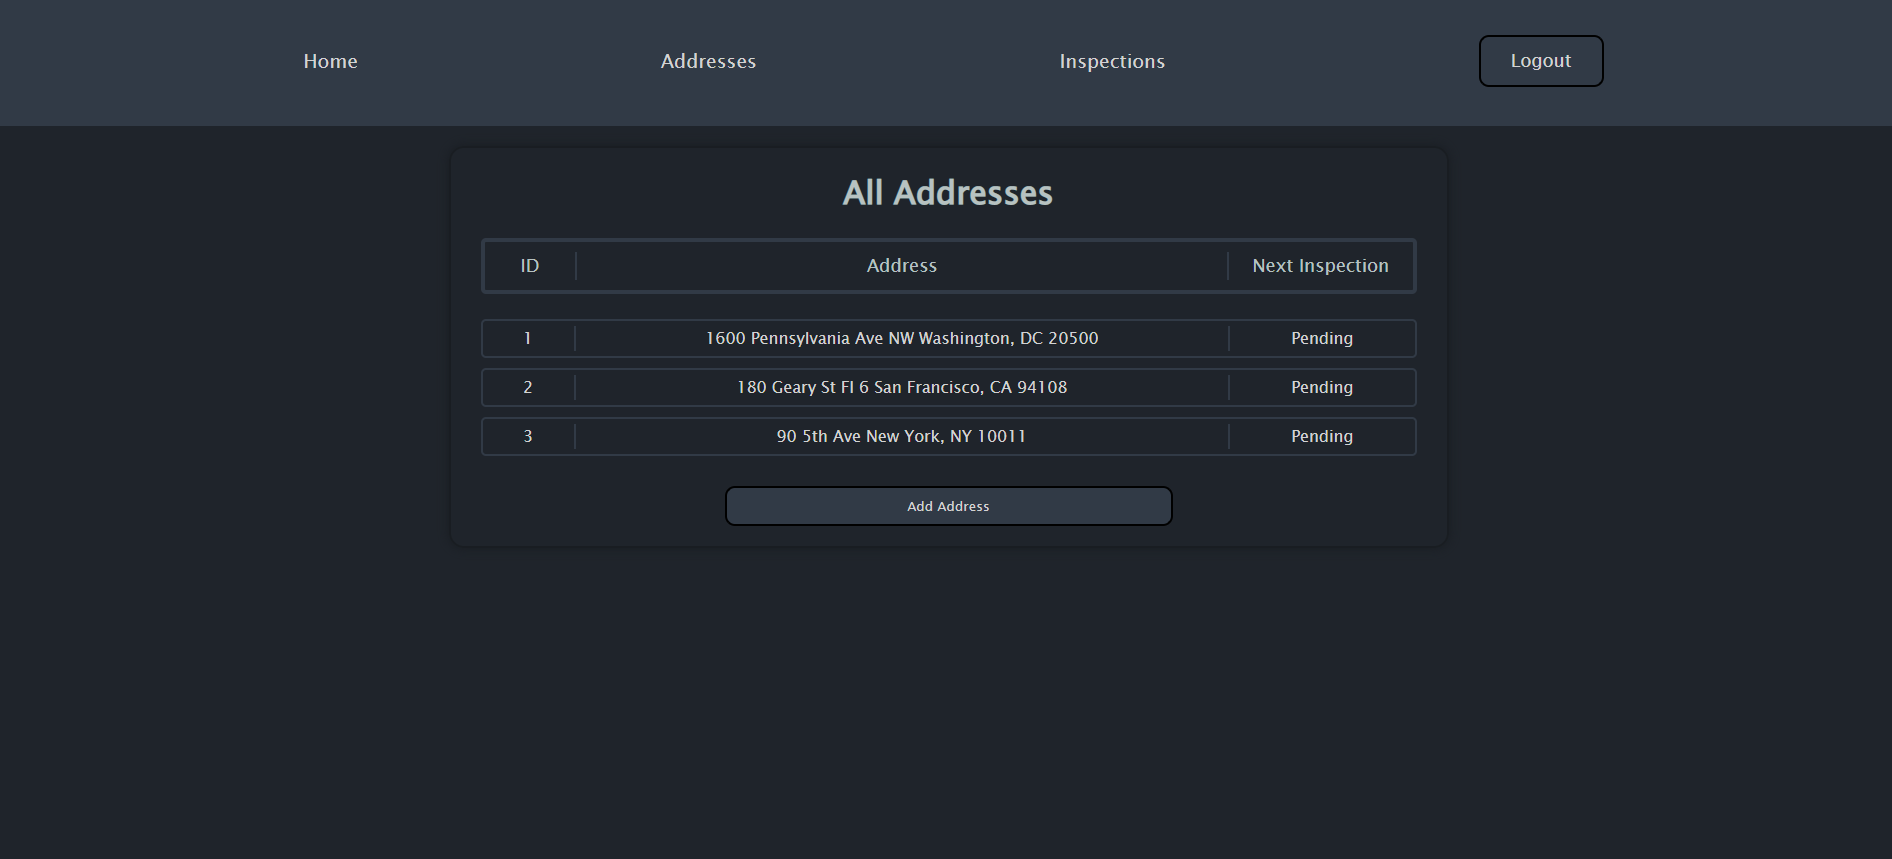 Home Addresses Inspections Logout
All Addresses
ID Address Next Inspection
1 1600 Pennsylvania Ave NW Washington, DC 20500 Pending
2 180 Geary St Fl 6 San Francisco, CA 94108 Pending
3 90 5th Ave New York, NY 10011 Pending
Add Address